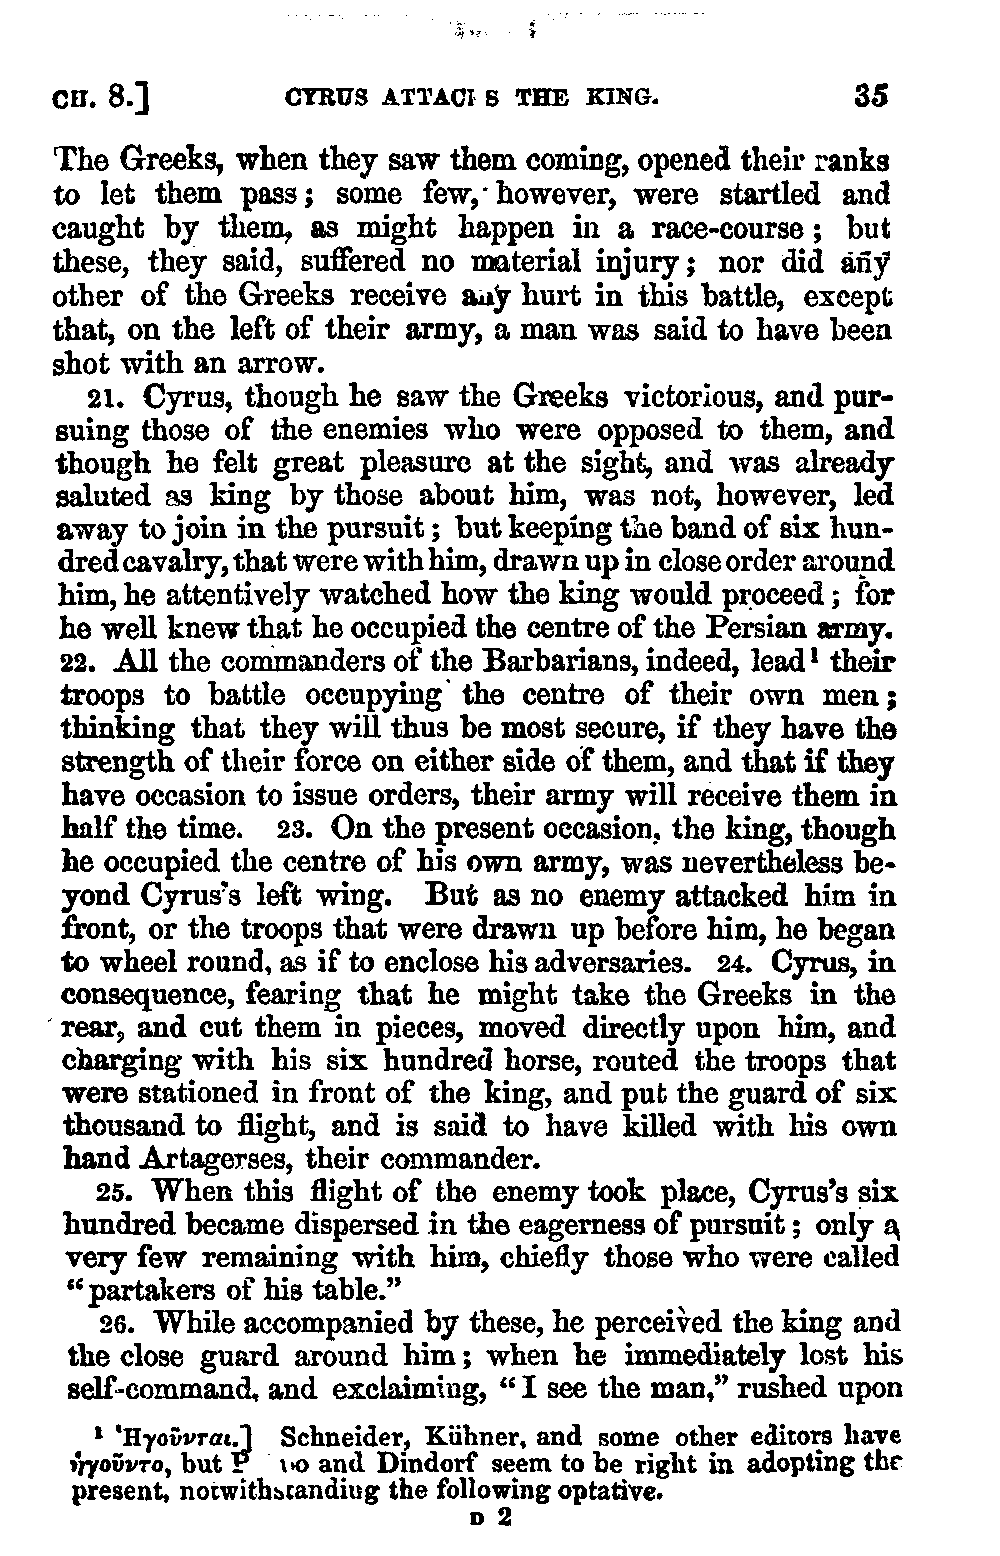 CH. 8.] CYRUS ATTACKS THE KING. 35
The Greeks, when they saw them coming, opened their ranks
to let them pass; some few, however, were startled and
caught by them, as might happen in a race-course; but
these, they said, suffered no material injury; nor did any
other of the Greeks receive any hurt in this battle, except
that, on the left of their army, a man was said to have been
shot with an arrow.
21. Cyrus, though he saw the Greeks victorious, and pur-
suing those of the enemies who were opposed to them, and
though he felt great pleasure at the sight, and was already
saluted as king by those about him, was not, however, led
away to join in the pursuit; but keeping the band of six hun-
dred cavalry, that were with him, drawn up in close order around
him, he attentively watched how the king would proceed; for
he well knew that he occupied the centre of the Persian army.
22. All the commanders of the Barbarians, indeed, lead¹ their
troops to battle occupying the centre of their own men;
thinking that they will thus be most secure, if they have the
strength of their force on either side of them, and that if they
have occasion to issue orders, their army will receive them in
half the time. 23. On the present occasion, the king, though
he occupied the centre of his own army, was nevertheless be-
yond Cyrus's left wing. But as no enemy attacked him in
front, or the troops that were drawn up before him, he began
to wheel round, as if to enclose his adversaries. 24. Cyrus, in
consequence, fearing that he might take the Greeks in the
rear, and cut them in pieces, moved directly upon him, and
charging with his six hundred horse, routed the troops that
were stationed in front of the king, and put the guard of six
thousand to flight, and is said to have killed with his own
hand Artagerses, their commander.
25. When this flight of the enemy took place, Cyrus's six
hundred became dispersed in the eagerness of pursuit; only a
very few remaining with him, chiefly those who were called
"partakers of his table."
26. While accompanied by these, he perceived the king and
the close guard around him; when he immediately lost his
self-command, and exclaiming, "I see the man," rushed upon
¹ Ἡγοῦνται.] Schneider, Kühner, and some other editors have
ἡγοῦντο, but and Dindorf seem to be right in adopting the
present, notwithstanding the following optative.
D 2